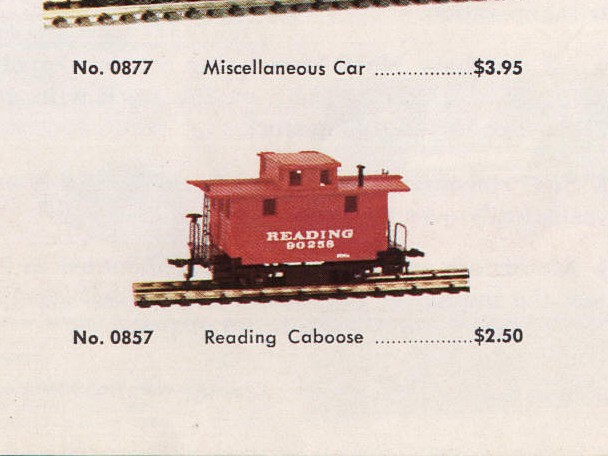 No. 0877 Miscellaneous Car ..................$3.95
READING
90258
No. 0857 Reading Caboose ..................$2.50